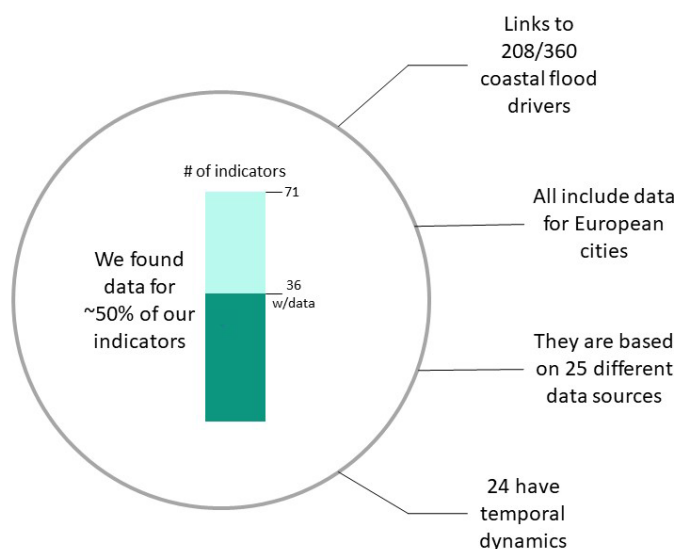 Links to
208/360
coastal flood
drivers
# of indicators
71
We found
data for
~50% of our
indicators
36
w/data
All include data
for European
cities
They are based
on 25 different
data sources
24 have
temporal
dynamics